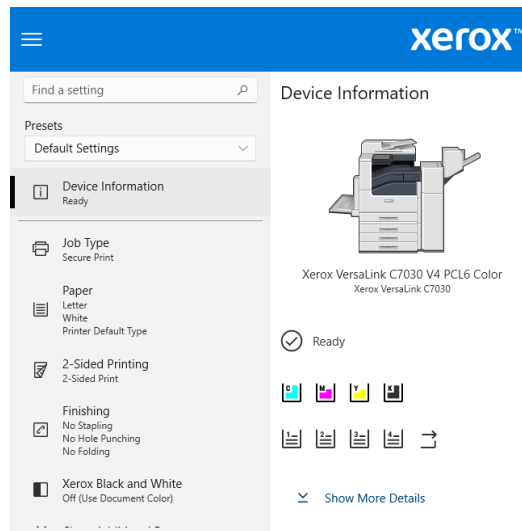 xerox™
Find a setting
Presets
Default Settings
Device Information
Ready
Job Type
Secure Print
Paper
Letter
White
Printer Default Type
2-Sided Printing
2-Sided Print
Finishing
No Stapling
No Hole Punching
No Folding
Xerox Black and White
Off (Use Document Color)
Device Information
Xerox VersaLink C7030 V4 PCL6 Color
Xerox VersaLink C7030
Ready
C M Y K
1 2 3 4
Show More Details